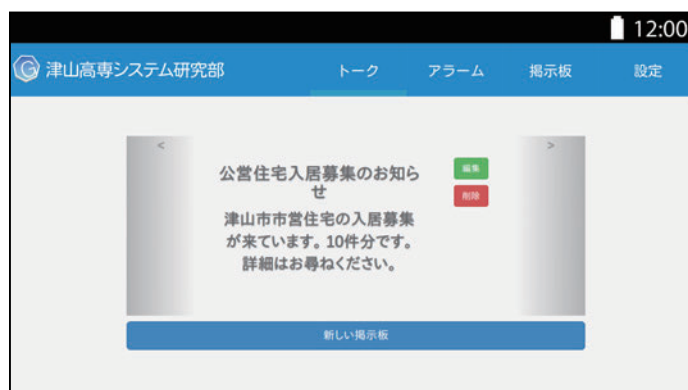 12:00
津山高専システム研究部
トーク
アラーム
掲示板
設定
<
>
公営住宅入居募集のお知ら
せ
編集
削除
津山市市営住宅の入居募集
が来ています。10件分です。
詳細はお尋ねください。
新しい掲示板